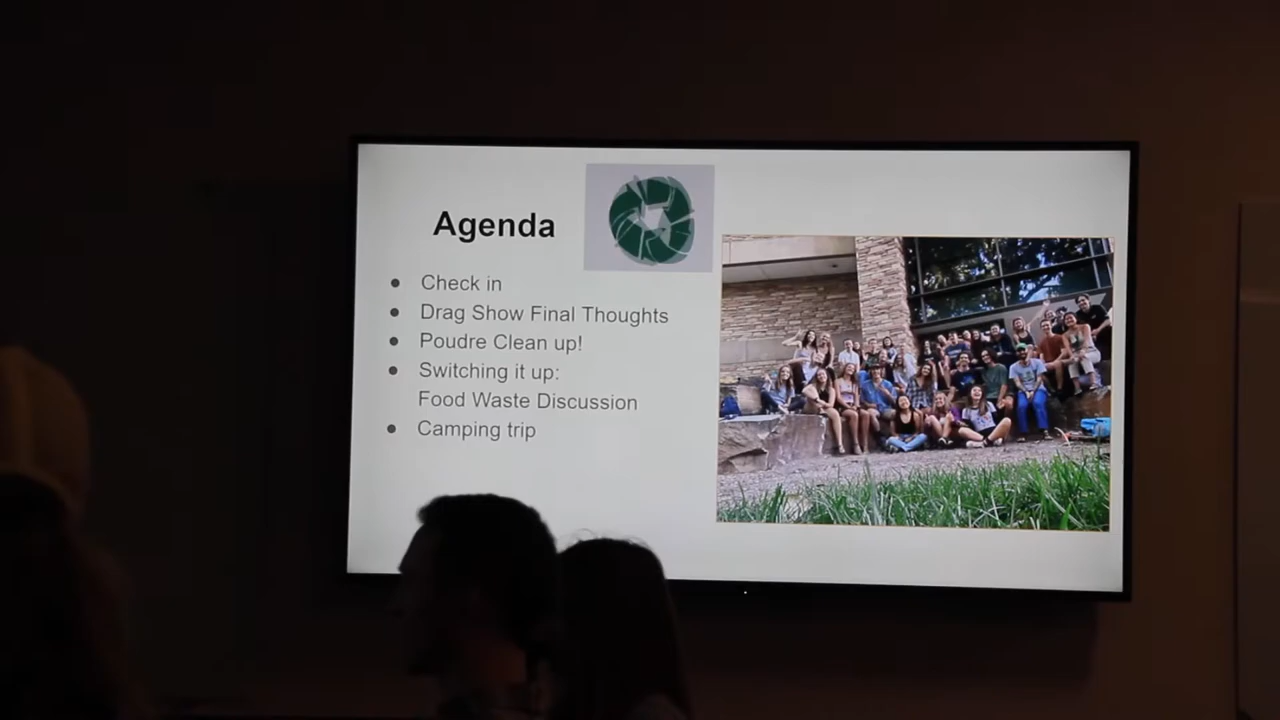 Agenda
Check in
Drag Show Final Thoughts
Poudre Clean up!
Switching it up:
Food Waste Discussion
Camping trip